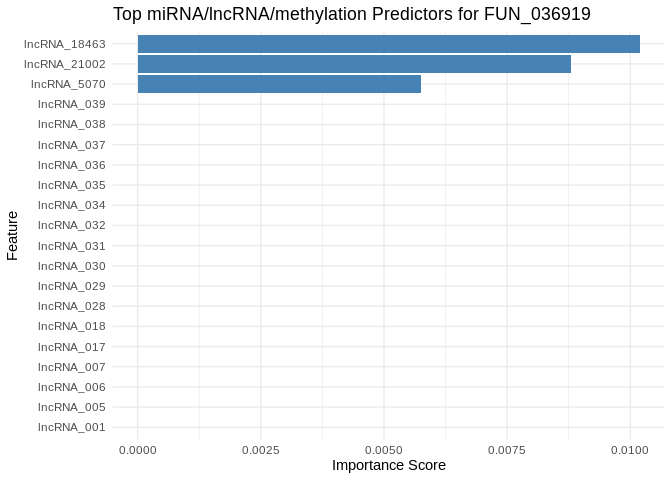 Top miRNA/lncRNA/methylation Predictors for FUN_036919
lncRNA_18463
lncRNA_21002
lncRNA_5070
lncRNA_039
lncRNA_038
lncRNA_037
lncRNA_036
lncRNA_035
lncRNA_034
lncRNA_032
lncRNA_031
lncRNA_030
lncRNA_029
lncRNA_028
lncRNA_018
lncRNA_017
lncRNA_007
lncRNA_006
lncRNA_005
lncRNA_001
Feature
0.0000 0.0025 0.0050 0.0075 0.0100
Importance Score